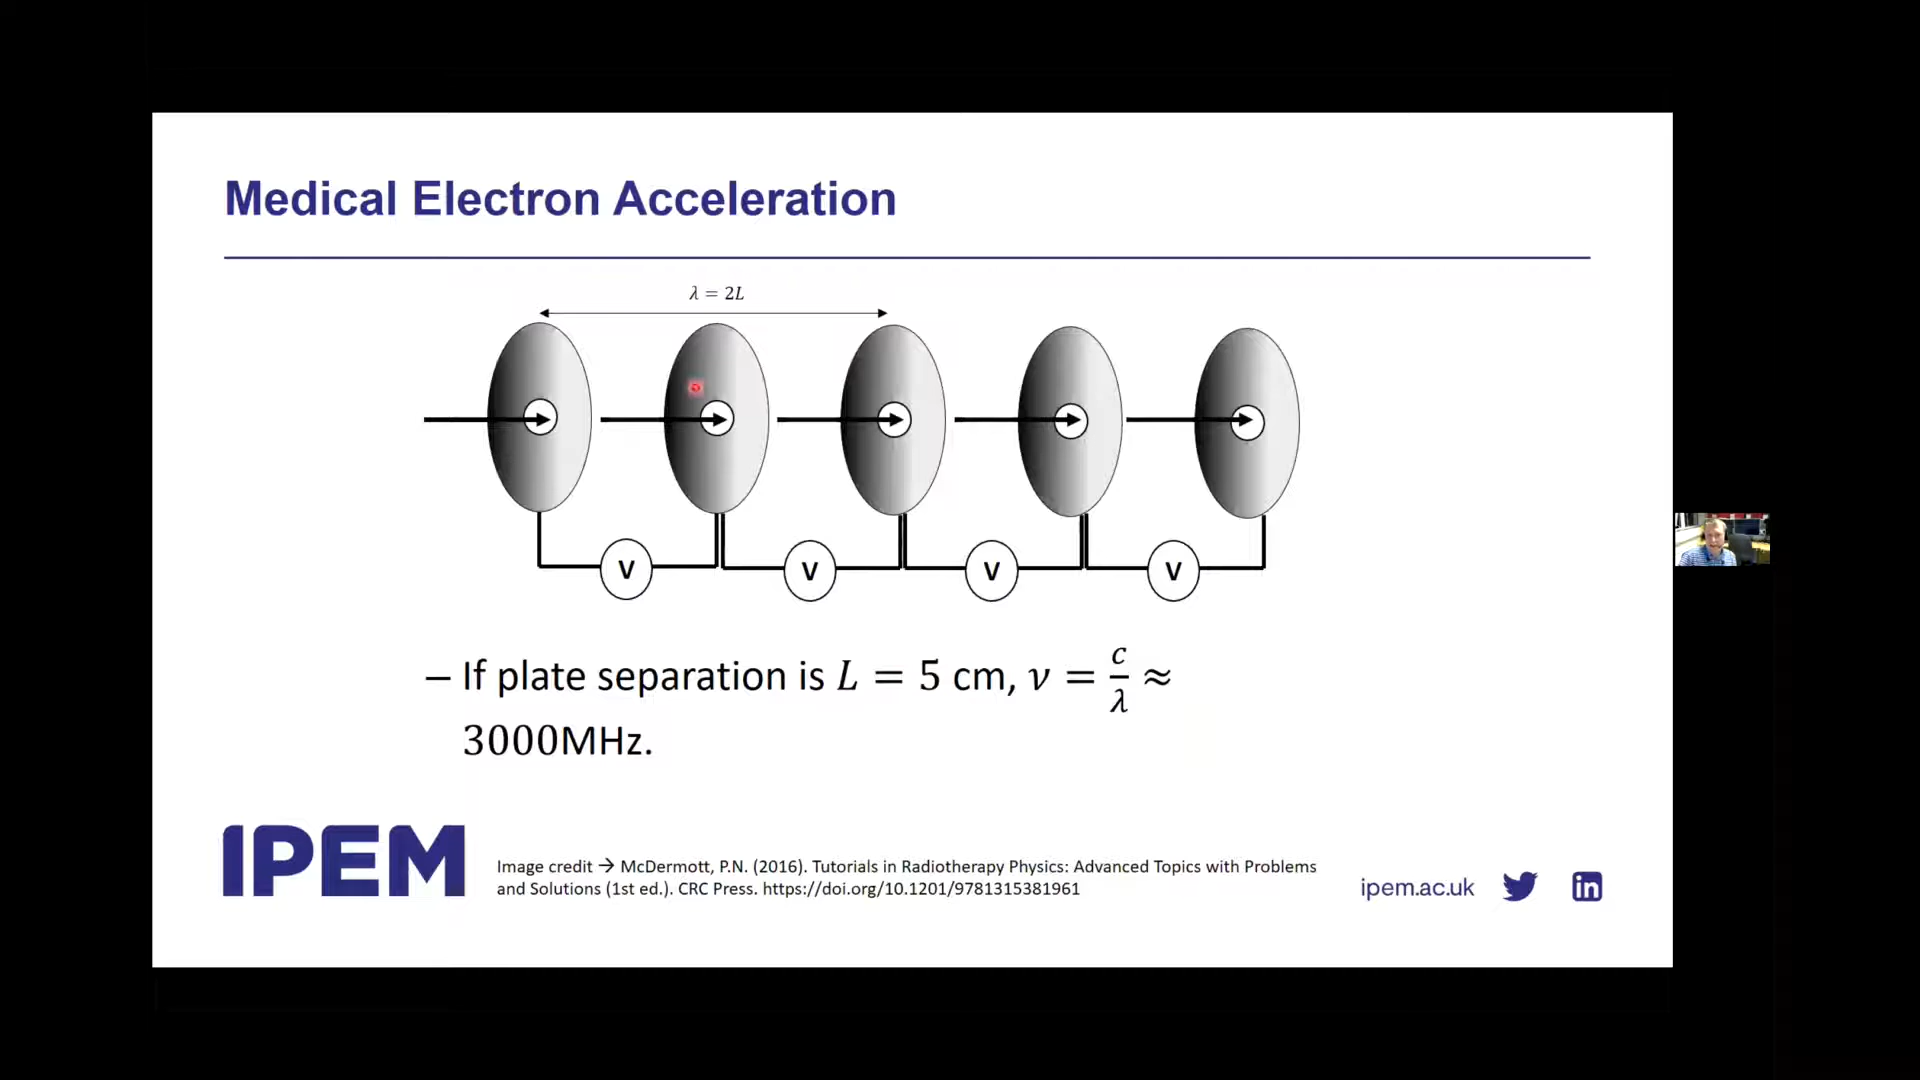 Medical Electron Acceleration
λ = 2L
V V V V
– If plate separation is L = 5 cm, ν = c/λ ≈
3000MHz.
IPEM
Image credit → McDermott, P.N. (2016). Tutorials in Radiotherapy Physics: Advanced Topics with Problems
and Solutions (1st ed.). CRC Press. https://doi.org/10.1201/9781315381961
ipem.ac.uk
in